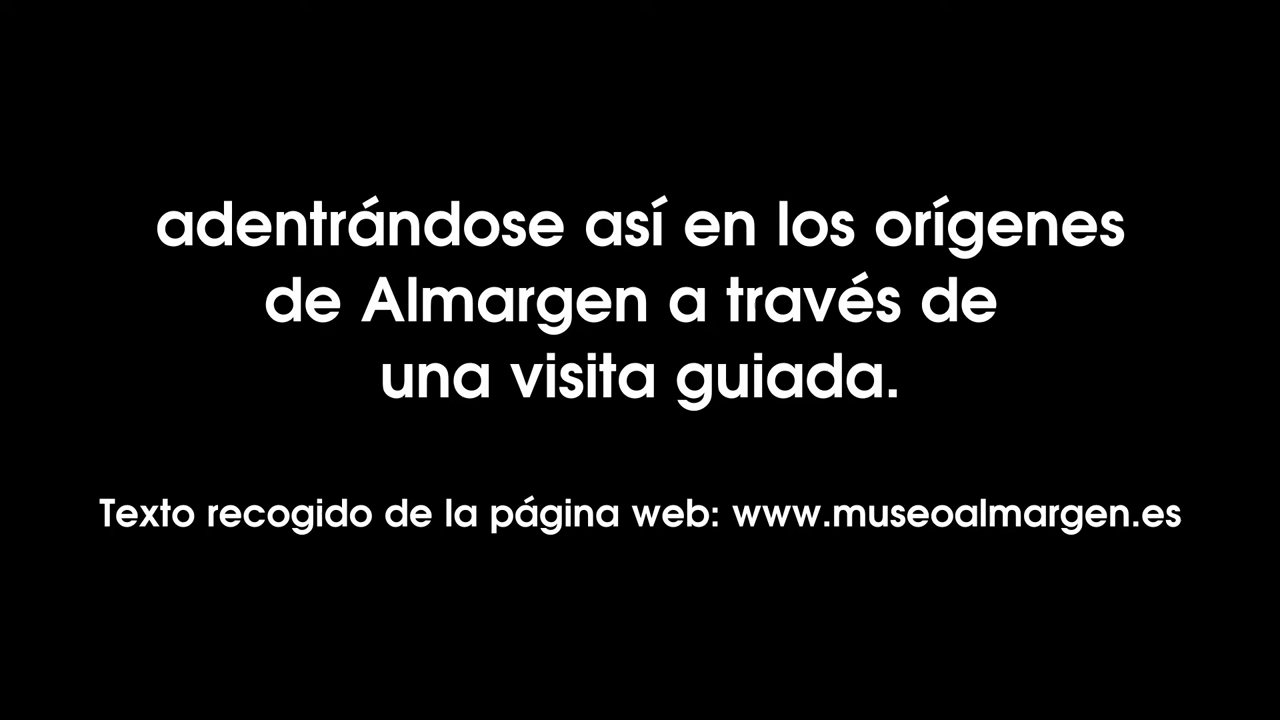 adentrándose así en los orígenes
de Almargen a través de
una visita guiada.
Texto recogido de la página web: www.museoalmargen.es